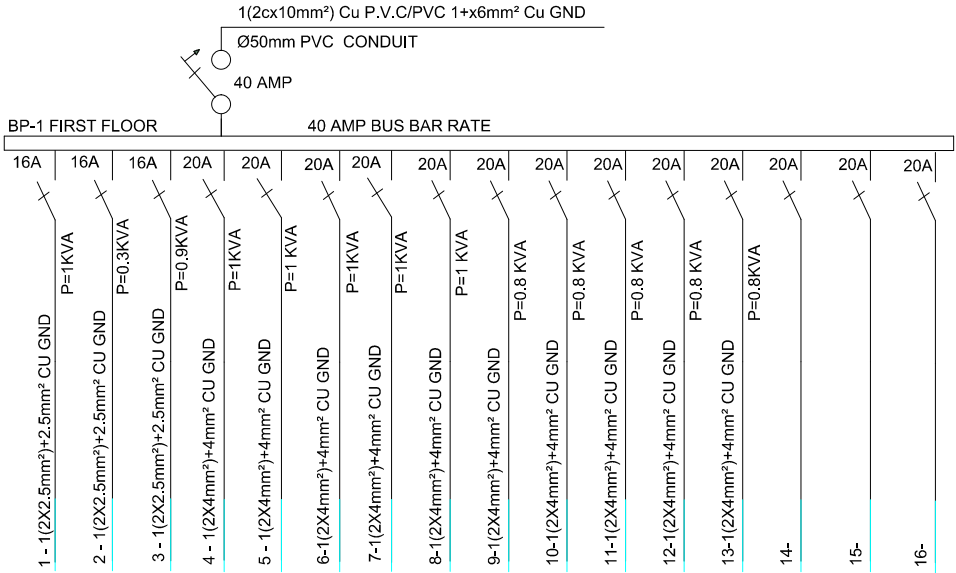 1(2cx10mm²) Cu P.V.C/PVC 1+x6mm² Cu GND
Ø50mm PVC CONDUIT
40 AMP
BP-1 FIRST FLOOR
40 AMP BUS BAR RATE
16A
16A
16A
20A
20A
20A
20A
20A
20A
20A
20A
20A
20A
20A
20A
20A
P=1KVA
P=0.3KVA
P=0.9KVA
P=1KVA
P=1 KVA
P=1KVA
P=1KVA
P=1 KVA
P=0.8 KVA
P=0.8 KVA
P=0.8 KVA
P=0.8 KVA
P=0.8KVA
1 - 1(2X2.5mm²)+2.5mm² CU GND
2 - 1(2X2.5mm²)+2.5mm² CU GND
3 - 1(2X2.5mm²)+2.5mm² CU GND
4 - 1(2X4mm²)+4mm² CU GND
5 - 1(2X4mm²)+4mm² CU GND
6-1(2X4mm²)+4mm² CU GND
7-1(2X4mm²)+4mm² CU GND
8-1(2X4mm²)+4mm² CU GND
9-1(2X4mm²)+4mm² CU GND
10-1(2X4mm²)+4mm² CU GND
11-1(2X4mm²)+4mm² CU GND
12-1(2X4mm²)+4mm² CU GND
13-1(2X4mm²)+4mm² CU GND
14-
15-
16-